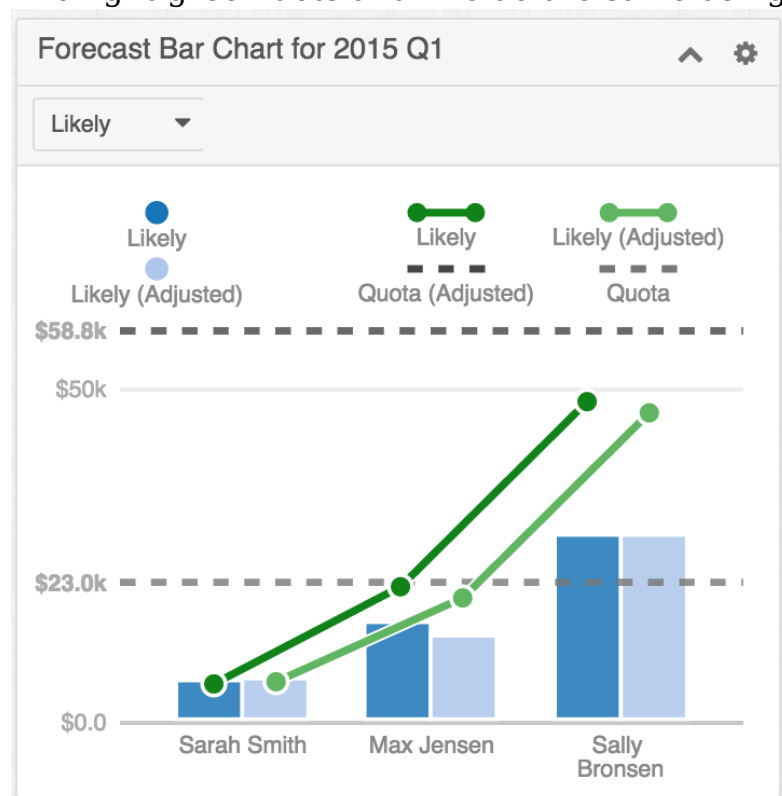 Forecast Bar Chart for 2015 Q1
Likely
Likely
Likely
Likely (Adjusted)
Likely (Adjusted)
Quota (Adjusted)
Quota
$58.8k
$50k
$23.0k
$0.0
Sarah Smith
Max Jensen
Sally
Bronsen